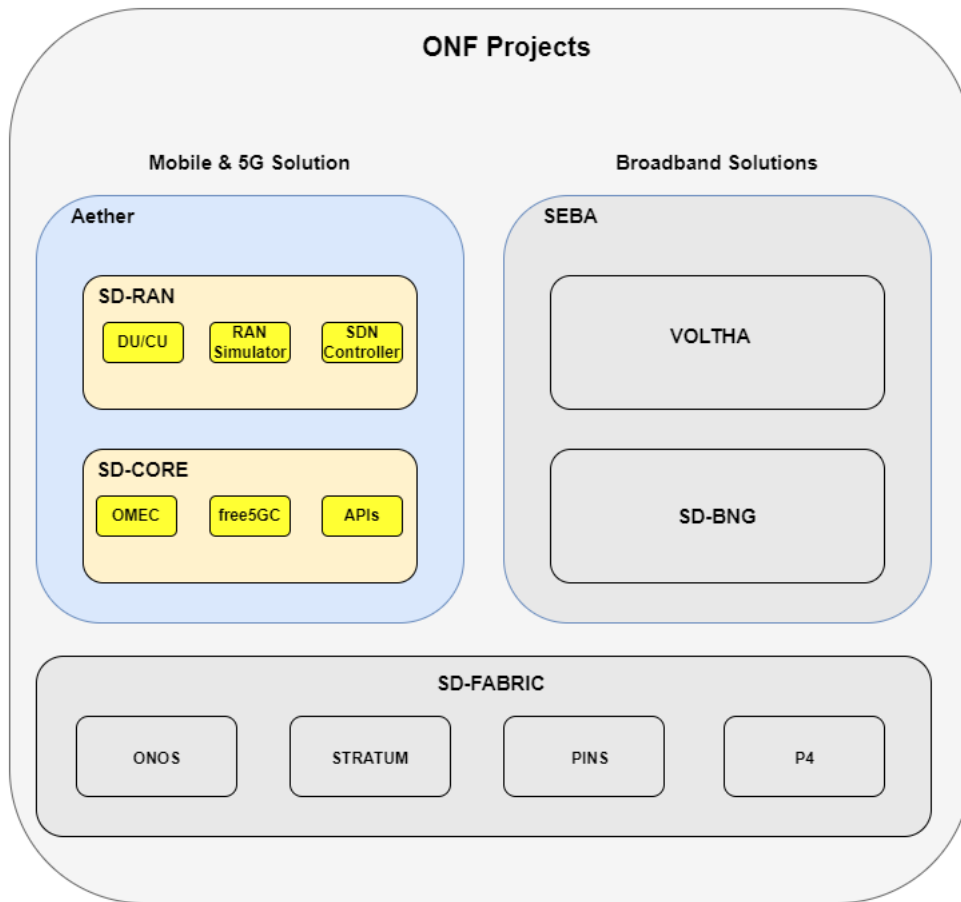 ONF Projects
Mobile & 5G Solution
Broadband Solutions
Aether
SEBA
SD-RAN
DU/CU
RAN
Simulator
SDN
Controller
VOLTHA
SD-CORE
OMEC
free5GC
APIs
SD-BNG
SD-FABRIC
ONOS
STRATUM
PINS
P4